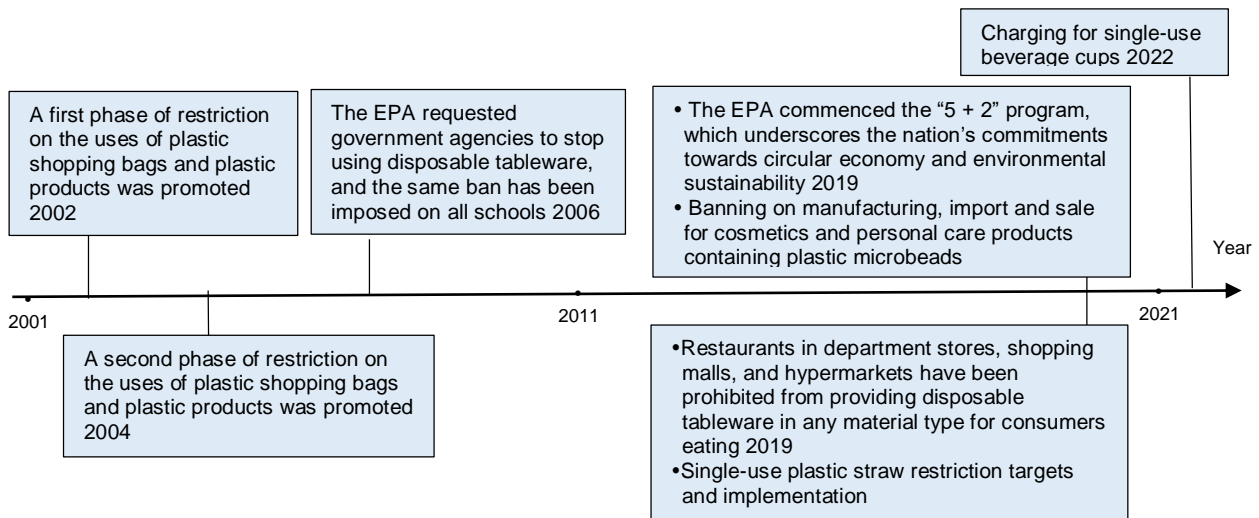 Charging for single-use
beverage cups 2022
A first phase of restriction
on the uses of plastic
shopping bags and plastic
products was promoted
2002
The EPA requested
government agencies to stop
using disposable tableware,
and the same ban has been
imposed on all schools 2006
• The EPA commenced the “5 + 2” program,
which underscores the nation’s commitments
towards circular economy and environmental
sustainability 2019
• Banning on manufacturing, import and sale
for cosmetics and personal care products
containing plastic microbeads
Year
2001
2011
2021
A second phase of restriction on
the uses of plastic shopping bags
and plastic products was promoted
2004
•Restaurants in department stores, shopping
malls, and hypermarkets have been
prohibited from providing disposable
tableware in any material type for consumers
eating 2019
•Single-use plastic straw restriction targets
and implementation